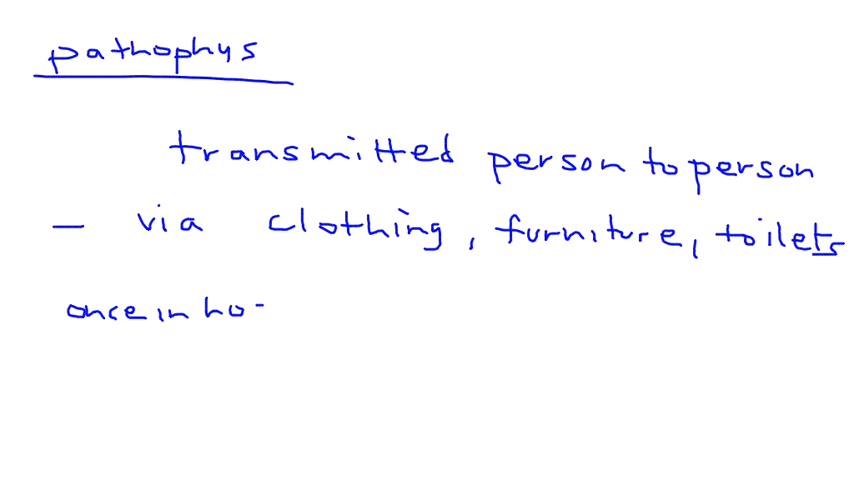 pathophys
transmitted person to person
- via clothing, furniture, toilets
once in ho-